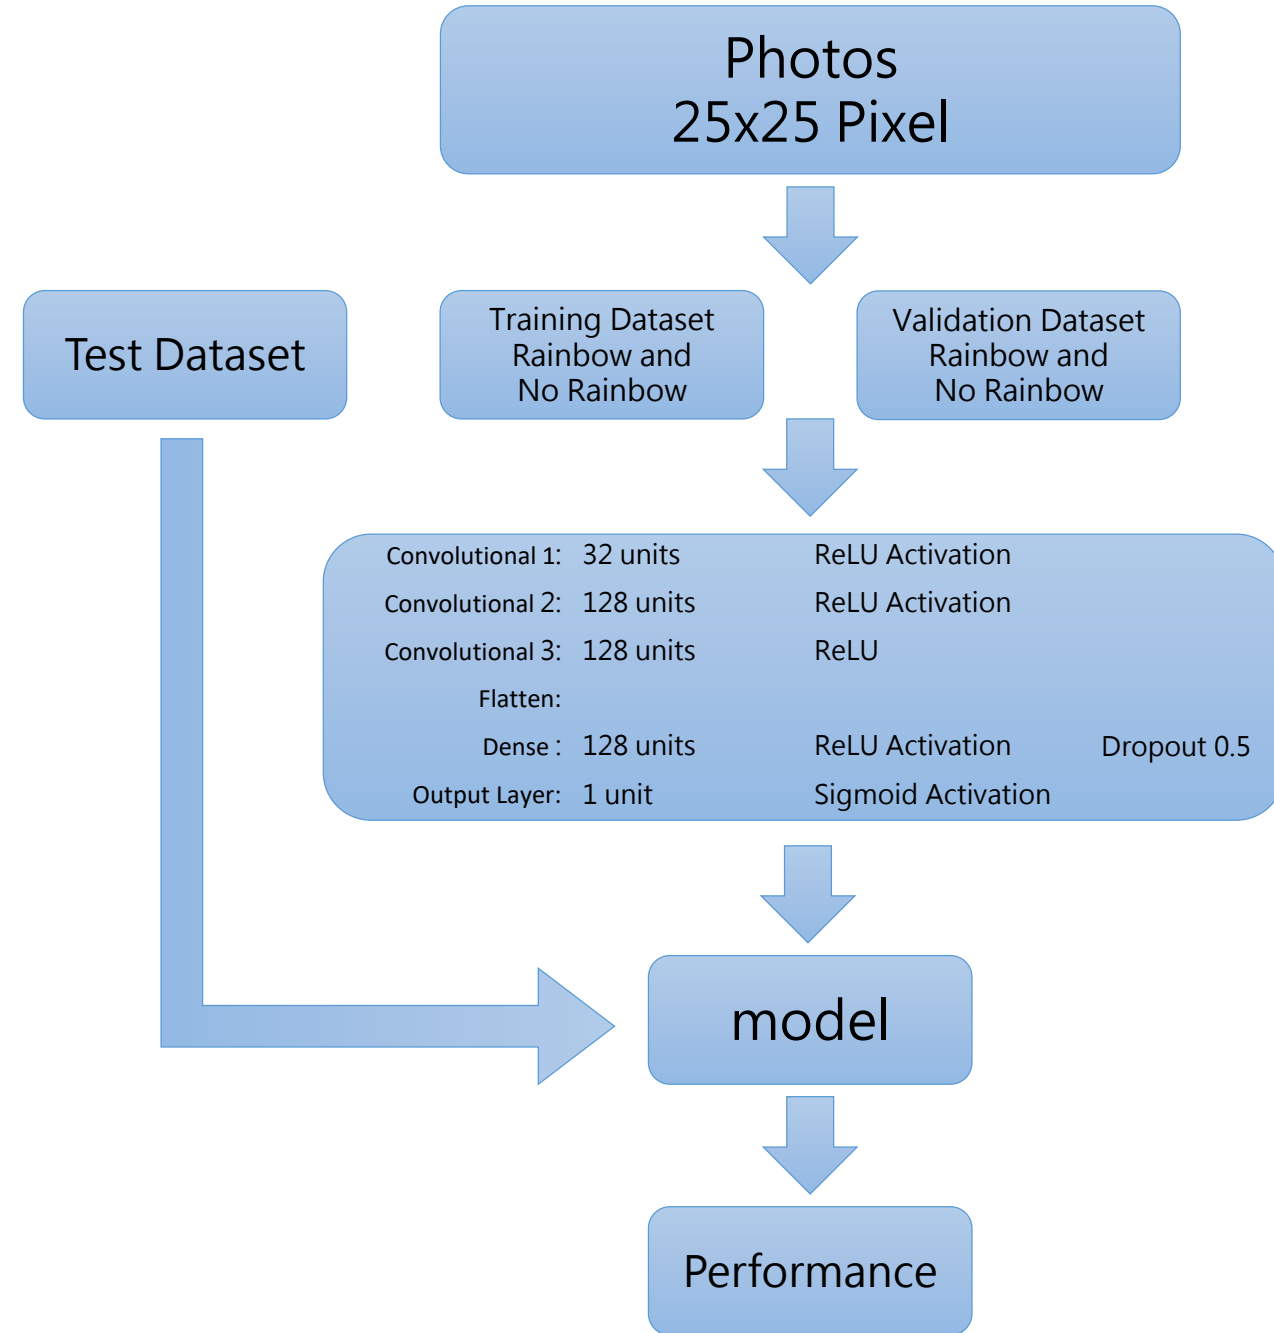 Photos
25x25 Pixel
Test Dataset
Training Dataset
Rainbow and
No Rainbow
Validation Dataset
Rainbow and
No Rainbow
Convolutional 1: 32 units ReLU Activation
Convolutional 2: 128 units ReLU Activation
Convolutional 3: 128 units ReLU
Flatten:
Dense : 128 units ReLU Activation Dropout 0.5
Output Layer: 1 unit Sigmoid Activation
model
Performance